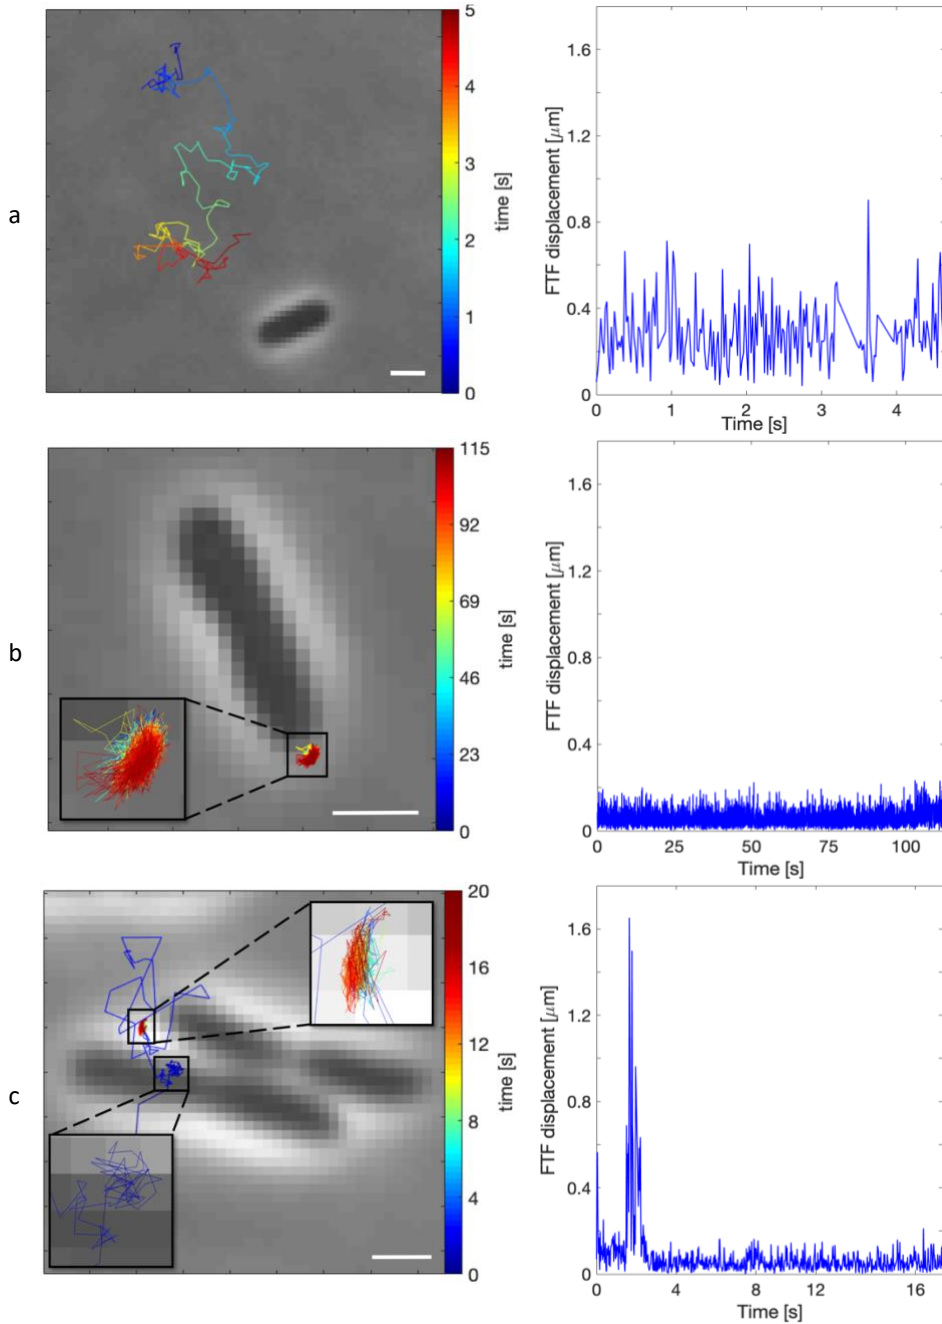 a
5
4
3
2
1
0
time [s]
1.6
1.2
0.8
0.4
0
FTF displacement [μm]
0 1 2 3 4
Time [s]
b
115
92
69
46
23
0
time [s]
1.6
1.2
0.8
0.4
0
FTF displacement [μm]
0 25 50 75 100
Time [s]
c
20
16
12
8
4
0
time [s]
1.6
1.2
0.8
0.4
0
FTF displacement [μm]
0 4 8 12 16
Time [s]